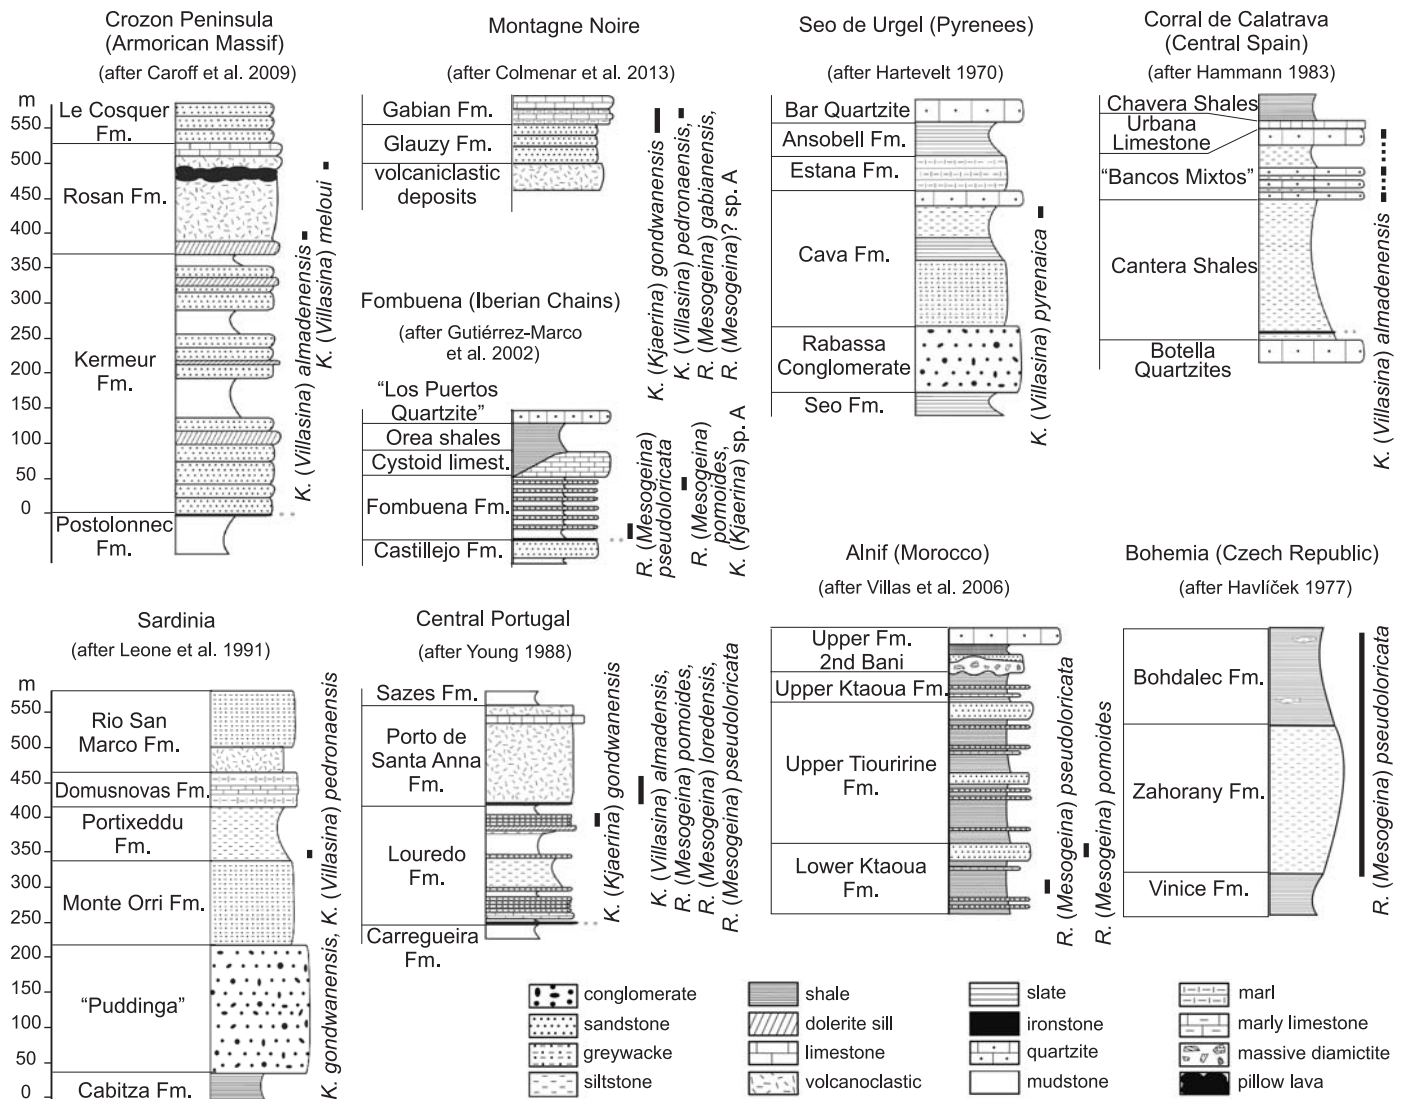 Crozon Peninsula
(Armorican Massif)
(after Caroff et al. 2009)
m
550
500
450
400
350
300
250
200
150
100
50
0
Le Cosquer
Fm.
Rosan Fm.
Kermeur
Fm.
Postolonnec
Fm.
K. (Villasina) almadenensis
K. (Villasina) meloui
Montagne Noire
(after Colmenar et al. 2013)
Gabian Fm.
Glauzy Fm.
volcaniclastic
deposits
K. (Kjaerina) gondwanensis
K. (Villasina) pedronaensis,
R. (Mesogeina) gabianensis,
R. (Mesogeina)? sp. A
Fombuena (Iberian Chains)
(after Gutiérrez-Marco
et al. 2002)
“Los Puertos
Quartzite”
Orea shales
Cystoid limest.
Fombuena Fm.
Castillejo Fm.
R. (Mesogeina)
pseudoloricata
R. (Mesogeina)
pomoides,
K. (Kjaerina) sp. A
Seo de Urgel (Pyrenees)
(after Hartevelt 1970)
Bar Quartzite
Ansobell Fm.
Estana Fm.
Cava Fm.
Rabassa
Conglomerate
Seo Fm.
K. (Villasina) pyrenaica
Corral de Calatrava
(Central Spain)
(after Hammann 1983)
Chavera Shales
Urbana
Limestone
“Bancos Mixtos”
Cantera Shales
Botella
Quartzites
K. (Villasina) almadenensis
Sardinia
(after Leone et al. 1991)
m
550
500
450
400
350
300
250
200
150
100
50
0
Rio San
Marco Fm.
Domusnovas Fm.
Portixeddu
Fm.
Monte Orri Fm.
“Puddinga”
Cabitza Fm.
K. gondwanensis, K. (Villasina) pedronaensis
Central Portugal
(after Young 1988)
Sazes Fm.
Porto de
Santa Anna
Fm.
Louredo
Fm.
Carregueira
Fm.
K. (Kjaerina) gondwanensis
K. (Villasina) almadensis,
R. (Mesogeina) pomoides,
R. (Mesogeina) loredensis,
R. (Mesogeina) pseudoloricata
Alnif (Morocco)
(after Villas et al. 2006)
Upper Fm.
2nd Bani
Upper Ktaoua Fm.
Upper Tiouririne
Fm.
Lower Ktaoua
Fm.
R. (Mesogeina) pseudoloricata
R. (Mesogeina) pomoides
Bohemia (Czech Republic)
(after Havlíček 1977)
Bohdalec Fm.
Zahorany Fm.
Vinice Fm.
R. (Mesogeina) pseudoloricata
conglomerate
sandstone
greywacke
siltstone
shale
dolerite sill
limestone
volcanoclastic
slate
ironstone
quartzite
mudstone
marl
marly limestone
massive diamictite
pillow lava